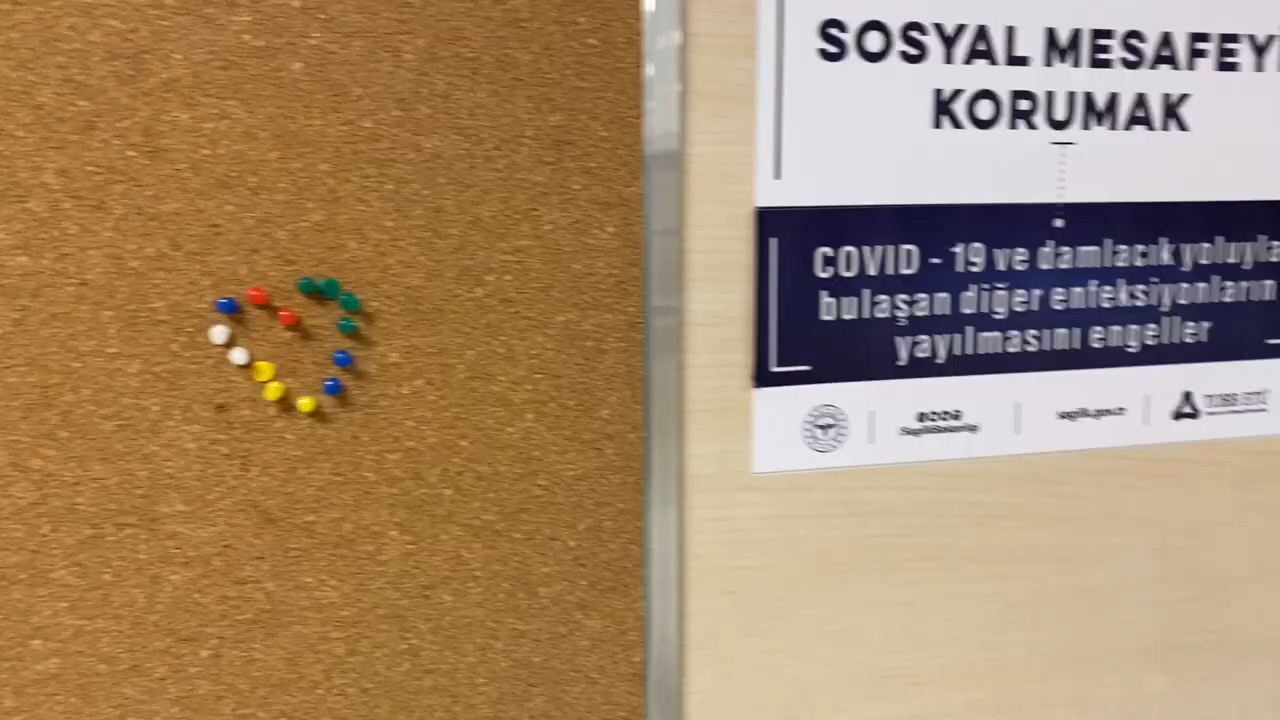 SOSYAL MESAFEYİ
KORUMAK
COVID - 19 ve damlacık yoluyla
bulaşan diğer enfeksiyonların
yayılmasını engeller